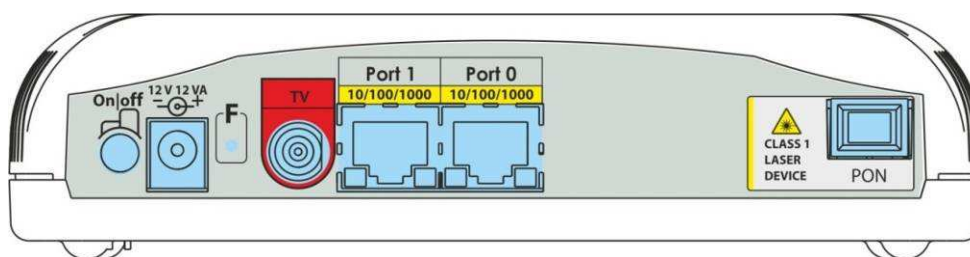 On|off
12 V 12 VA
- +
F
TV
Port 1
10/100/1000
Port 0
10/100/1000
CLASS 1
LASER
DEVICE
PON